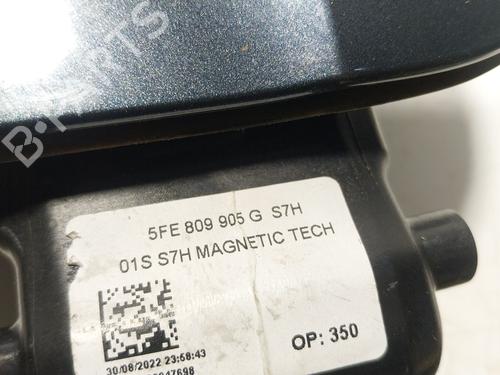 B-PARTS
5FE 809 905 G S7H
01S S7H MAGNETIC TECH
OP: 350
30/08/2022 23:58:43